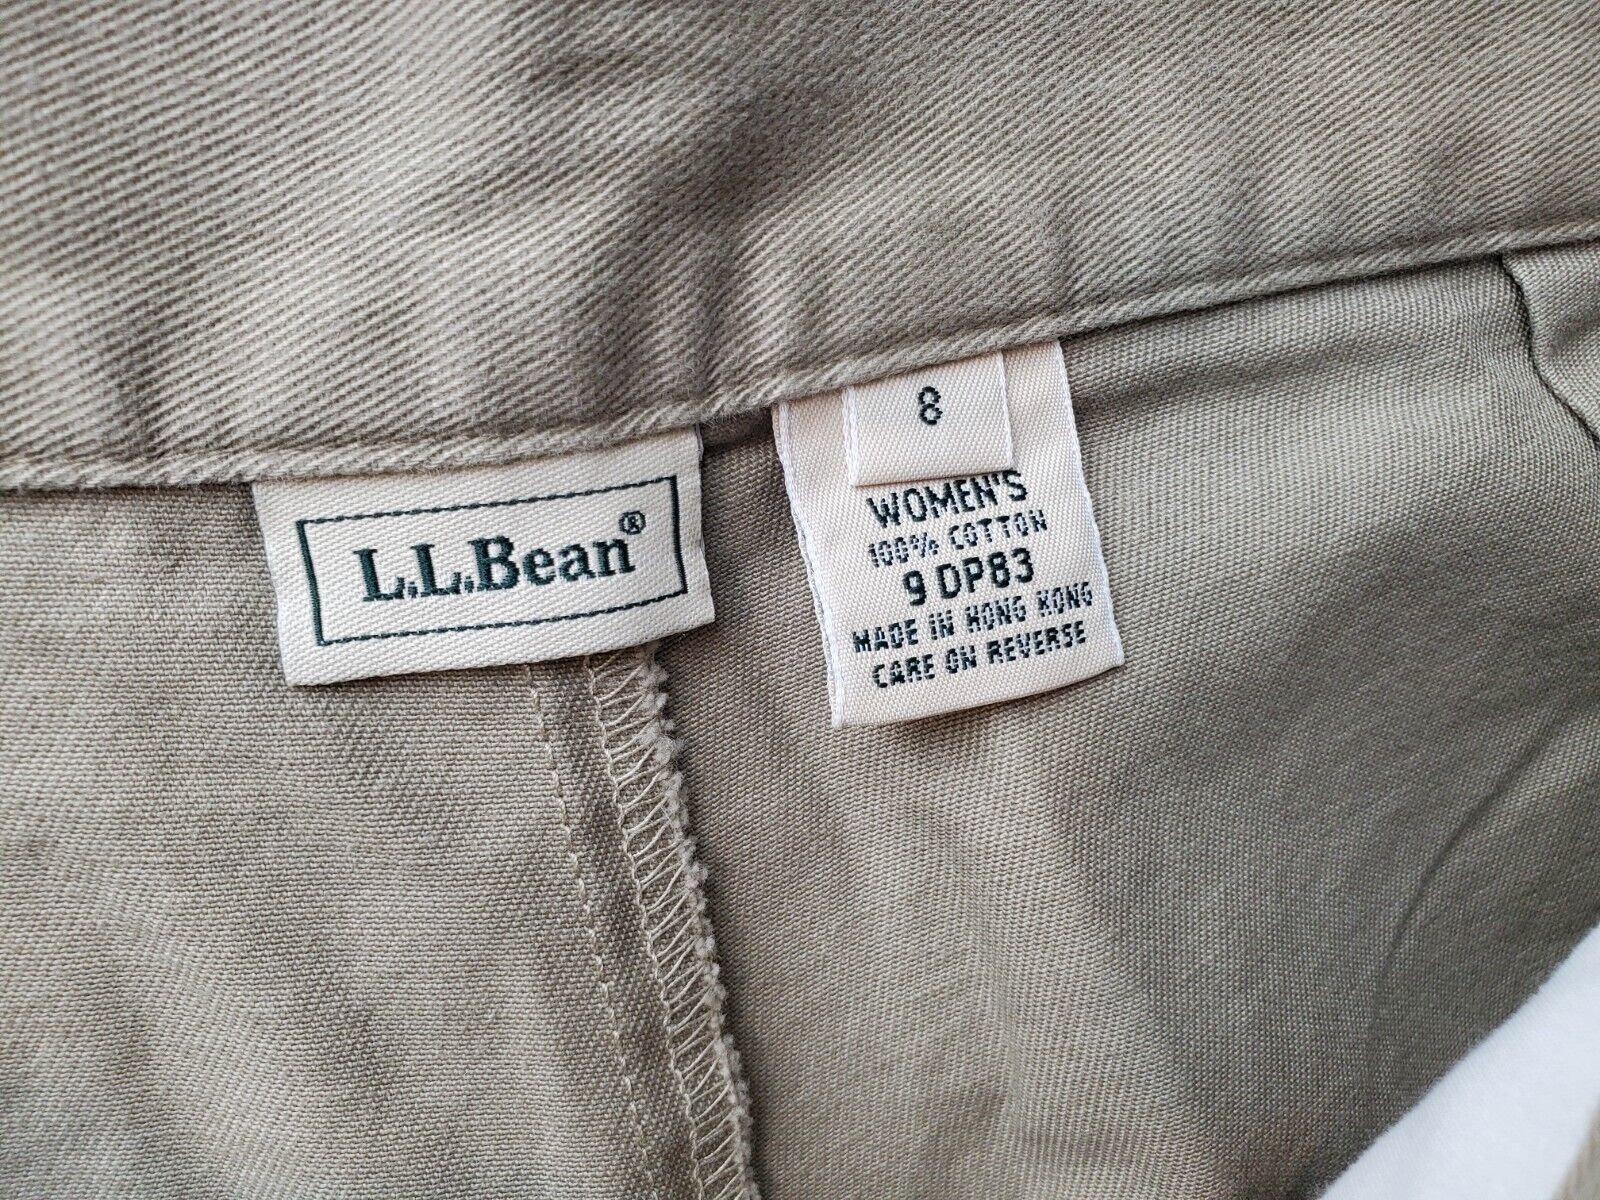 L.L.Bean®
8
WOMEN'S
100% COTTON
9 DP83
MADE IN HONG KONG
CARE ON REVERSE